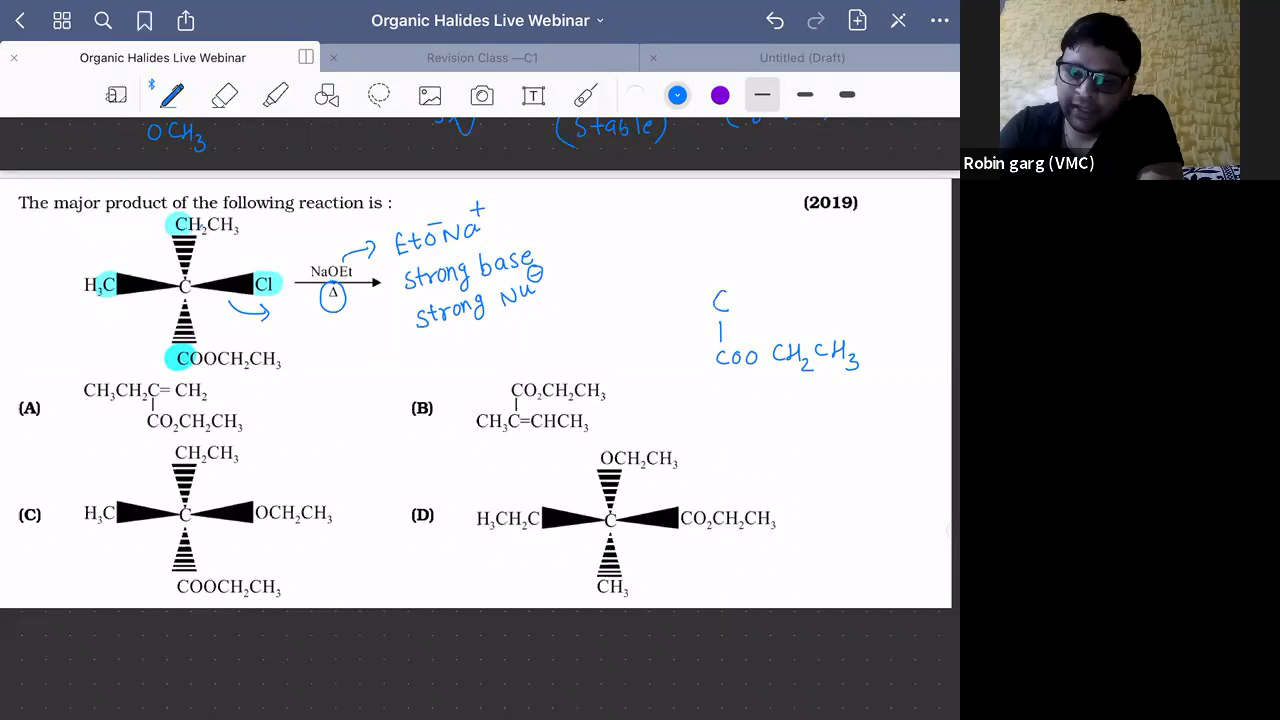 Organic Halides Live Webinar
Organic Halides Live Webinar
Revision Class —C1
Untitled (Draft)
T
OCH₃
(Stable)
Robin garg (VMC)
The major product of the following reaction is :
(2019)
CH₂CH₃
H₃C C Cl
COOCH₂CH₃
NaOEt
Δ
EtO⁻Na⁺
strong base
strong Nu⊖
C
COO CH₂CH₃
(A)
CH₃CH₂C=CH₂
CO₂CH₂CH₃
(B)
CO₂CH₂CH₃
CH₃C=CHCH₃
(C)
CH₂CH₃
H₃C C OCH₂CH₃
COOCH₂CH₃
(D)
OCH₂CH₃
H₃CH₂C C CO₂CH₂CH₃
CH₃